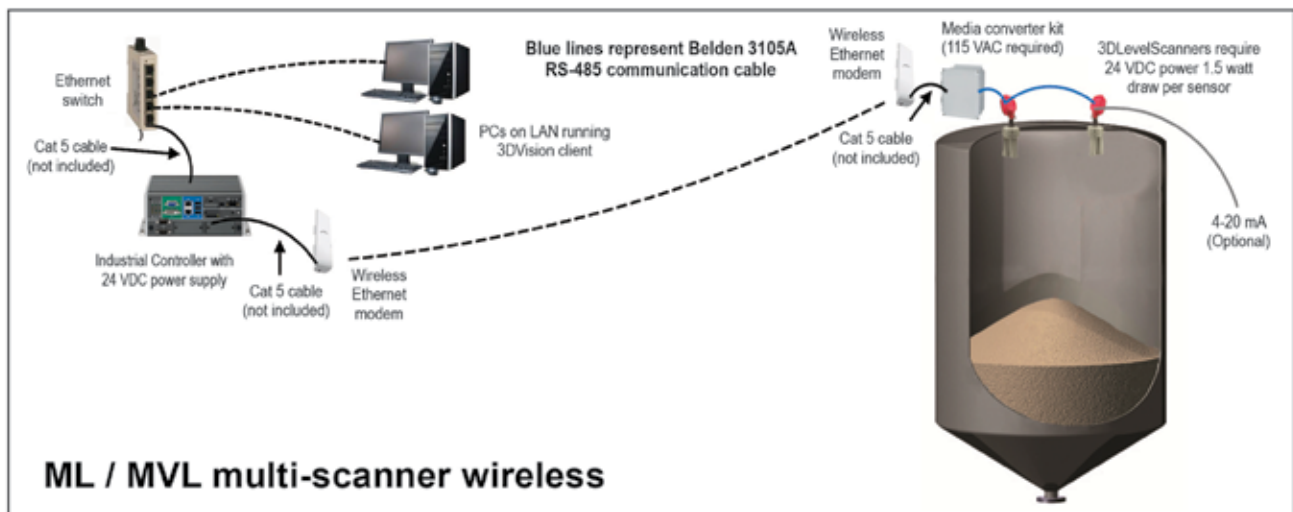 Ethernet
switch
Cat 5 cable
(not included)
Industrial Controller with
24 VDC power supply
Cat 5 cable
(not included)
Wireless
Ethernet
modem
PCs on LAN running
3DVision client
Blue lines represent Belden 3105A
RS-485 communication cable
Wireless
Ethernet
modem
Cat 5 cable
(not included)
Media converter kit
(115 VAC required)
3DLevelScanners require
24 VDC power 1.5 watt
draw per sensor
4-20 mA
(Optional)
ML / MVL multi-scanner wireless